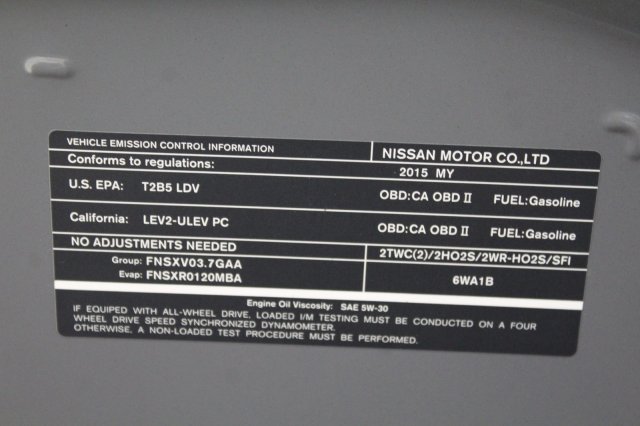 VEHICLE EMISSION CONTROL INFORMATION
NISSAN MOTOR CO.,LTD
Conforms to regulations:
2015 MY
U.S. EPA: T2B5 LDV
OBD:CA OBD II FUEL:Gasoline
California: LEV2-ULEV PC
OBD:CA OBD II FUEL:Gasoline
NO ADJUSTMENTS NEEDED
2TWC(2)/2HO2S/2WR-HO2S/SFI
Group: FNSXV03.7GAA
Evap: FNSXR0120MBA
6WA1B
Engine Oil Viscosity: SAE 5W-30
IF EQUIPED WITH ALL-WHEEL DRIVE, LOADED I/M TESTING MUST BE CONDUCTED ON A FOUR
WHEEL DRIVE SPEED SYNCHRONIZED DYNAMOMETER.
OTHERWISE, A NON-LOADED TEST PROCEDURE MUST BE PERFORMED.